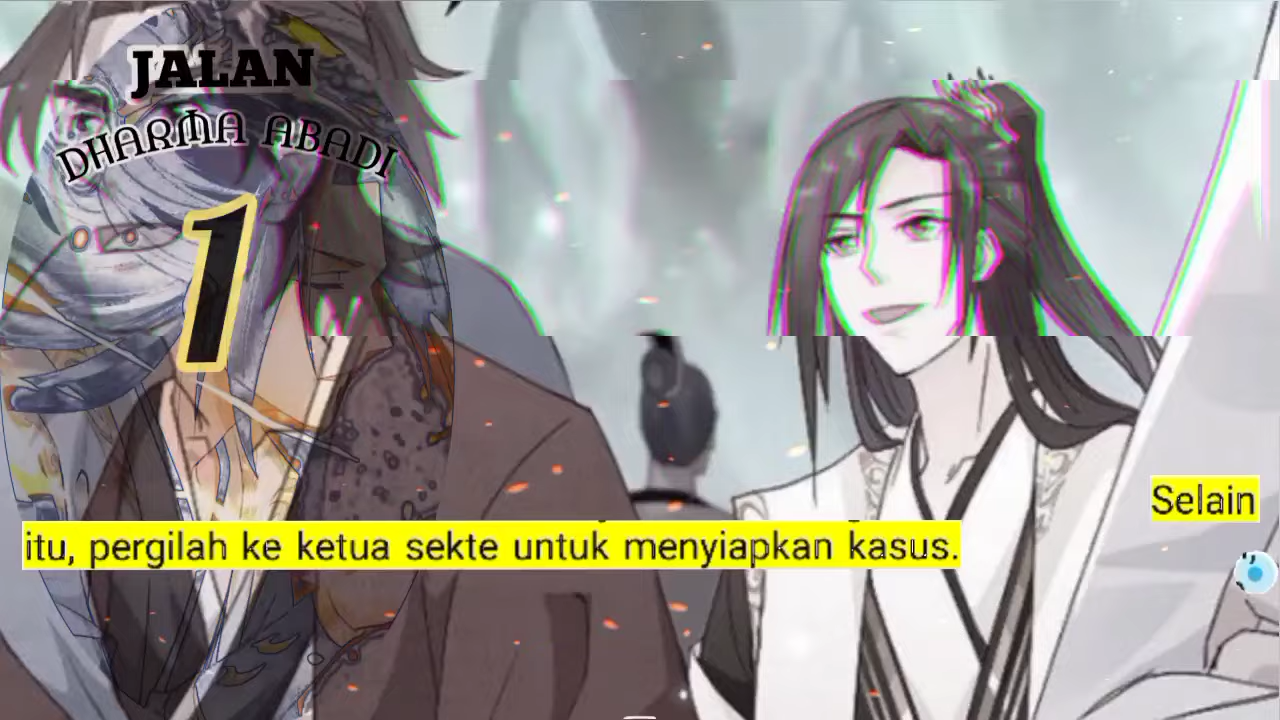 JALAN
DHARMA ABADI
1
Selain
itu, pergilah ke ketua sekte untuk menyiapkan kasus.